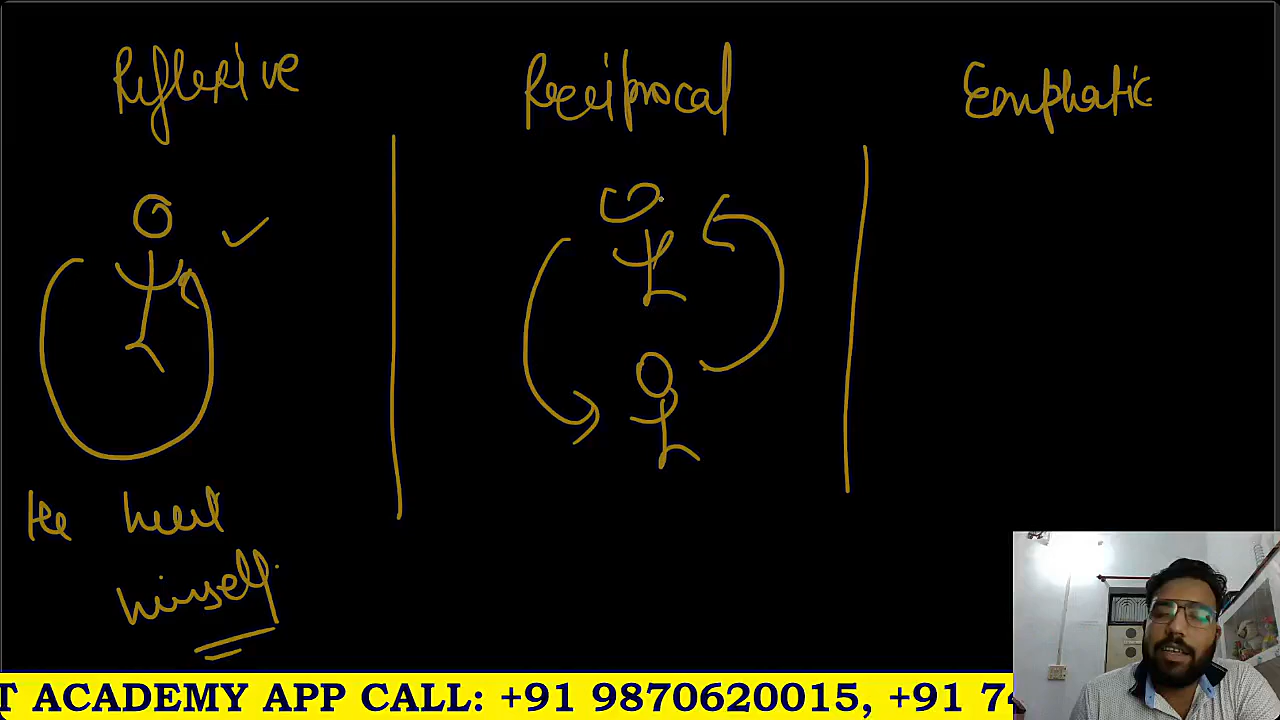 Reflexive
Reciprocal
Emphatic
He hurt
himself.
T ACADEMY APP CALL: +91 9870620015, +91 7